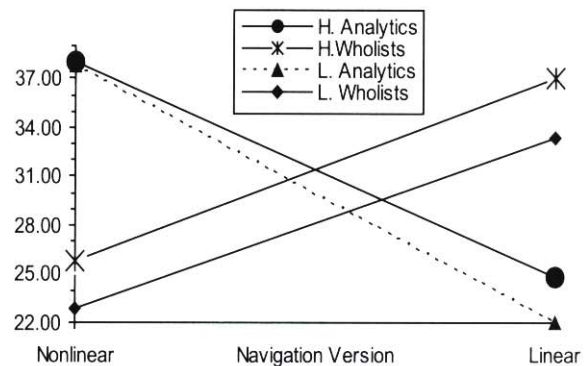 H. Analytics
H.Wholists
L. Analytics
L. Wholists
37.00
34.00
31.00
28.00
25.00
22.00
Nonlinear Navigation Version Linear